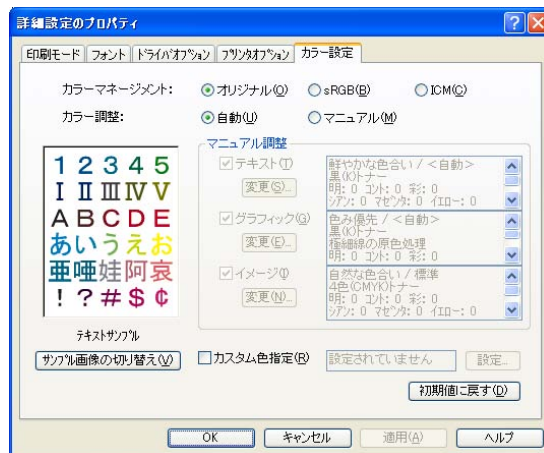 詳細設定のプロパティ
印刷モード フォント ドライバオプション プリンタオプション カラー設定
カラーマネージメント: オリジナル(O) sRGB(B) ICM(C)
カラー調整: 自動(U) マニュアル(M)
マニュアル調整
1 2 3 4 5
I II III IV V
A B C D E
あ い う え お
亜 唖 娃 阿 哀
! ? # $ ¢
テキストサンプル
サンプル画像の切り替え(V)
テキスト(T)
変更(S)...
鮮やかな色合い / <自動>
黒(K)トナー
明: 0 コント: 0 彩: 0
シアン: 0 マゼンタ: 0 イエロー: 0
グラフィック(G)
変更(E)...
色み優先 / <自動>
黒(K)トナー
極細線の原色処理
明: 0 コント: 0 彩: 0
イメージ(I)
変更(N)...
自然な色合い / 標準
4色(CMYK)トナー
明: 0 コント: 0 彩: 0
シアン: 0 マゼンタ: 0 イエロー: 0
カスタム色指定(R) 設定されていません 設定...
初期値に戻す(D)
OK キャンセル 適用(A) ヘルプ